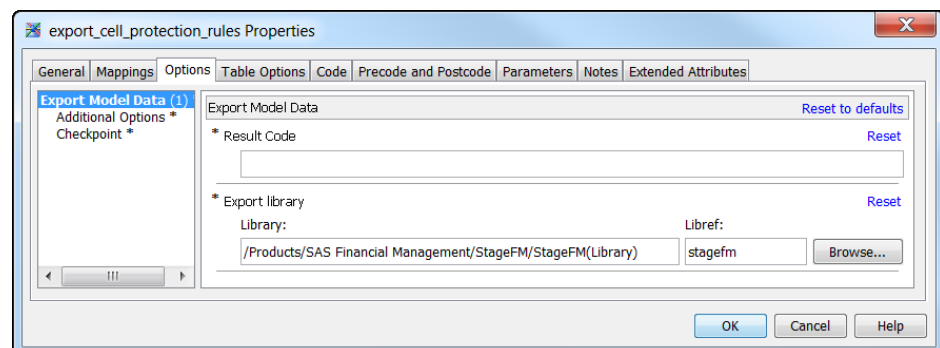 export_cell_protection_rules Properties
X
General Mappings Options Table Options Code Precode and Postcode Parameters Notes Extended Attributes
Export Model Data (1) *
Additional Options *
Checkpoint *
Export Model Data Reset to defaults
* Result Code Reset
* Export library Reset
Library: Libref:
/Products/SAS Financial Management/StageFM/StageFM(Library) stagefm Browse...
OK Cancel Help